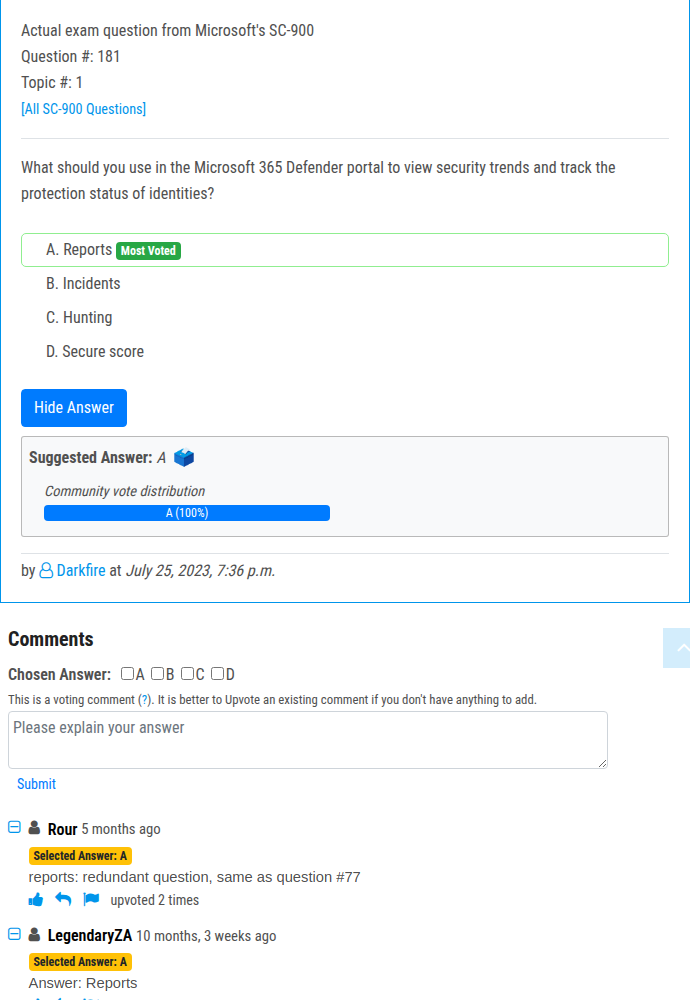 Actual exam question from Microsoft's SC-900
Question #: 181
Topic #: 1
[All SC-900 Questions]
What should you use in the Microsoft 365 Defender portal to view security trends and track the
protection status of identities?
A. Reports Most Voted
B. Incidents
C. Hunting
D. Secure score
Hide Answer
Suggested Answer: A
Community vote distribution
A (100%)
by Darkfire at July 25, 2023, 7:36 p.m.
Comments
Chosen Answer: A B C D
This is a voting comment (?). It is better to Upvote an existing comment if you don't have anything to add.
Please explain your answer
Submit
Rour 5 months ago
Selected Answer: A
reports: redundant question, same as question #77
upvoted 2 times
LegendaryZA 10 months, 3 weeks ago
Selected Answer: A
Answer: Reports